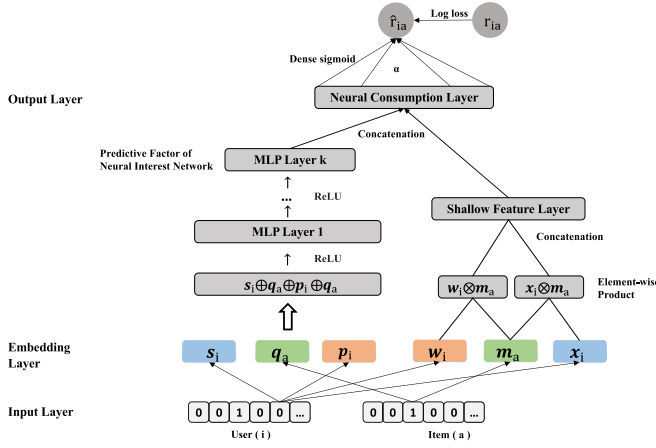 r̂ia
Log loss
ria
Dense sigmoid
α
Output Layer
Neural Consumption Layer
Concatenation
Predictive Factor of
Neural Interest Network
MLP Layer k
...
ReLU
Shallow Feature Layer
MLP Layer 1
Concatenation
ReLU
si⊕qa⊕pi ⊕qa
wi⊗ma
xi⊗ma
Element-wise
Product
Embedding
Layer
si
qa
pi
wi
ma
xi
Input Layer
0 0 1 0 0 ...
0 0 1 0 0 ...
User ( i )
Item ( a )